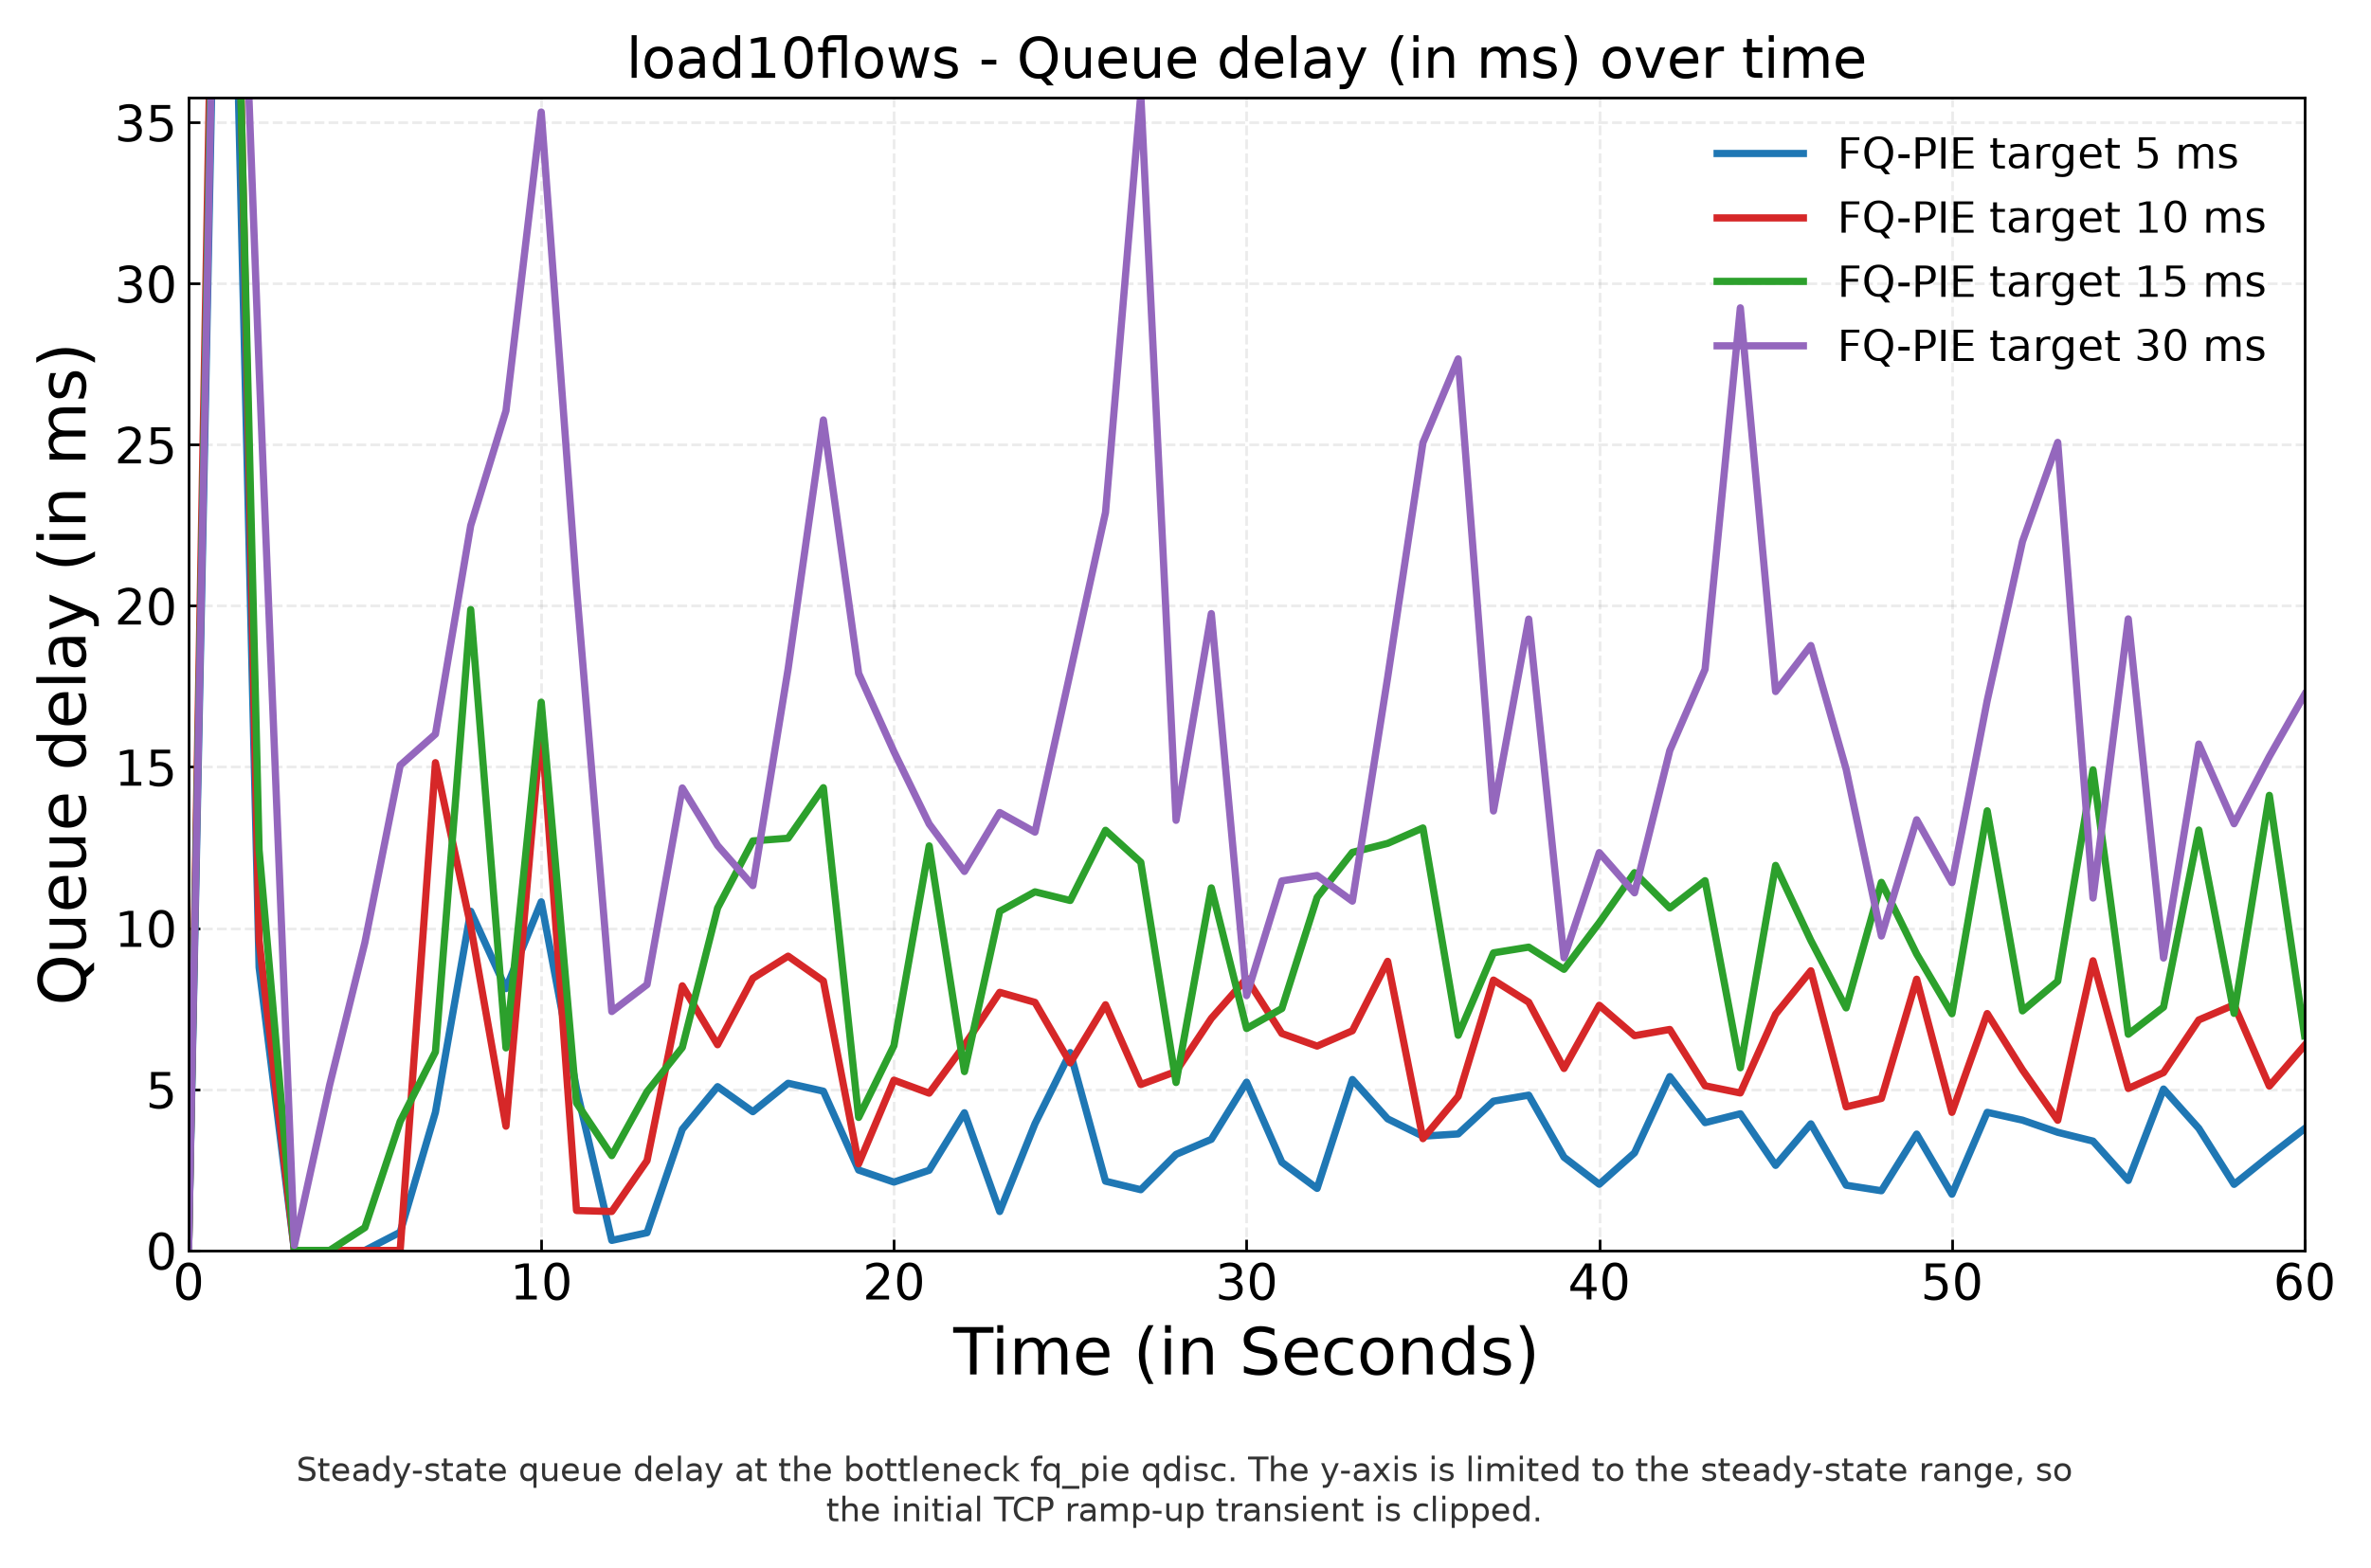 load10flows - Queue delay (in ms) over time
Queue delay (in ms)
35
30
25
20
15
10
5
0
FQ-PIE target 5 ms
FQ-PIE target 10 ms
FQ-PIE target 15 ms
FQ-PIE target 30 ms
0 10 20 30 40 50 60
Time (in Seconds)
Steady-state queue delay at the bottleneck fq_pie qdisc. The y-axis is limited to the steady-state range, so
the initial TCP ramp-up transient is clipped.